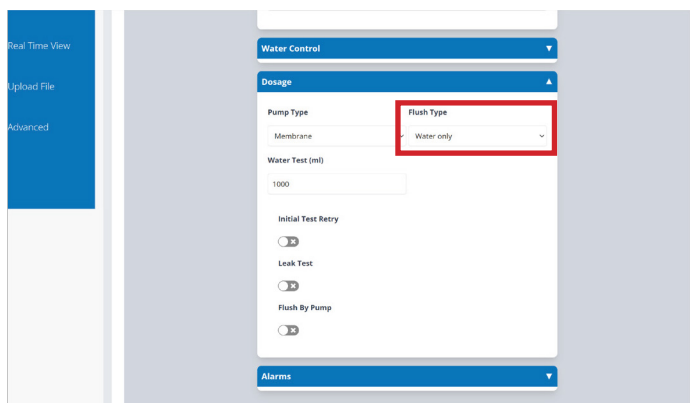 Real Time View
Upload File
Advanced
Water Control
Dosage
Pump Type
Flush Type
Membrane
Water only
Water Test (ml)
1000
Initial Test Retry
Leak Test
Flush By Pump
Alarms